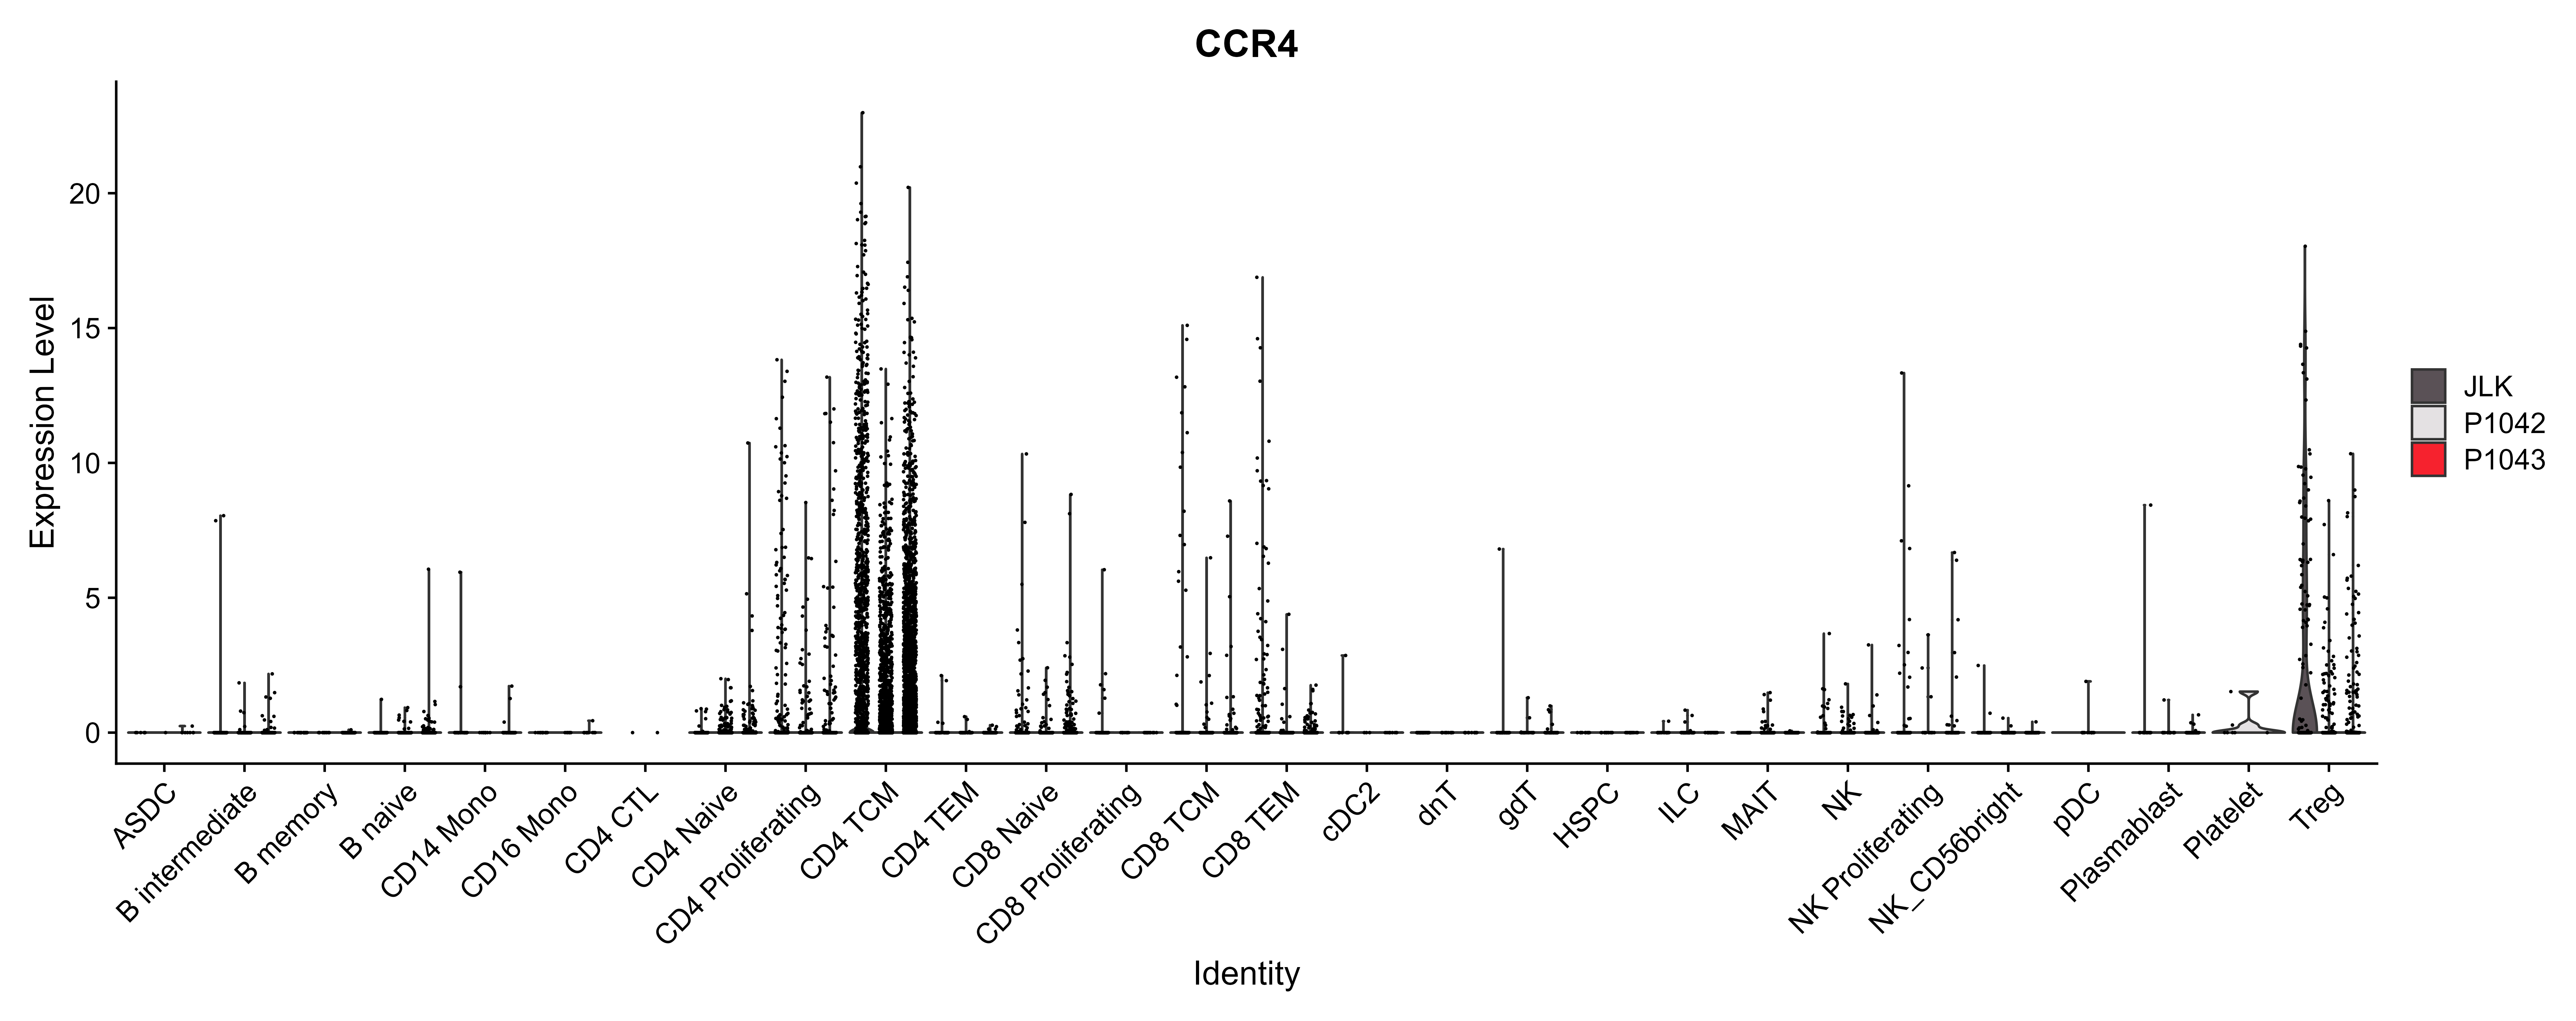 CCR4
Expression Level
20
15
10
5
0
JLK
P1042
P1043
ASDC
B intermediate
B memory
B naive
CD14 Mono
CD16 Mono
CD4 CTL
CD4 Naive
CD4 Proliferating
CD4 TCM
CD4 TEM
CD8 Naive
CD8 Proliferating
CD8 TCM
CD8 TEM
cDC2
dnT
gdT
HSPC
ILC
MAIT
NK
NK Proliferating
NK_CD56bright
pDC
Plasmablast
Platelet
Treg
Identity